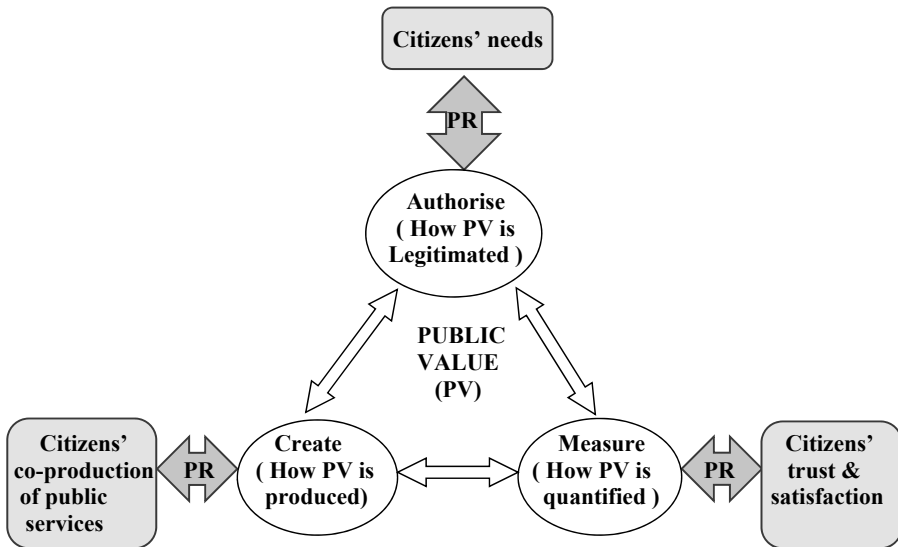 Citizens’ needs
PR
Authorise
( How PV is
Legitimated )
PUBLIC
VALUE
(PV)
Citizens’
co-production
of public
services
PR
Create
( How PV is
produced)
Measure
( How PV is
quantified )
PR
Citizens’
trust &
satisfaction